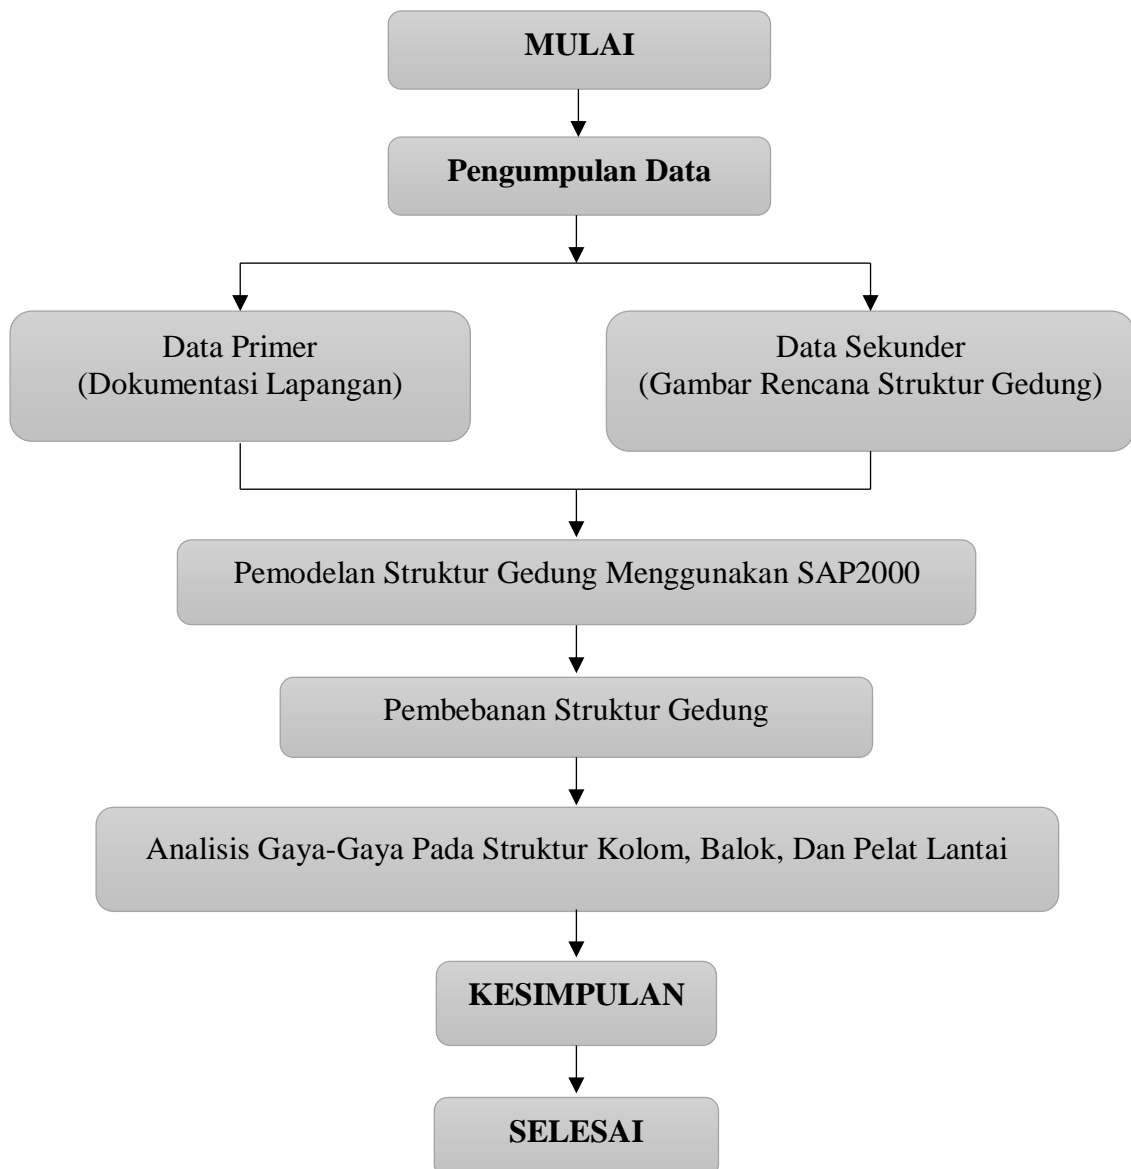 MULAI
Pengumpulan Data
Data Primer
(Dokumentasi Lapangan)
Data Sekunder
(Gambar Rencana Struktur Gedung)
Pemodelan Struktur Gedung Menggunakan SAP2000
Pembebanan Struktur Gedung
Analisis Gaya-Gaya Pada Struktur Kolom, Balok, Dan Pelat Lantai
KESIMPULAN
SELESAI